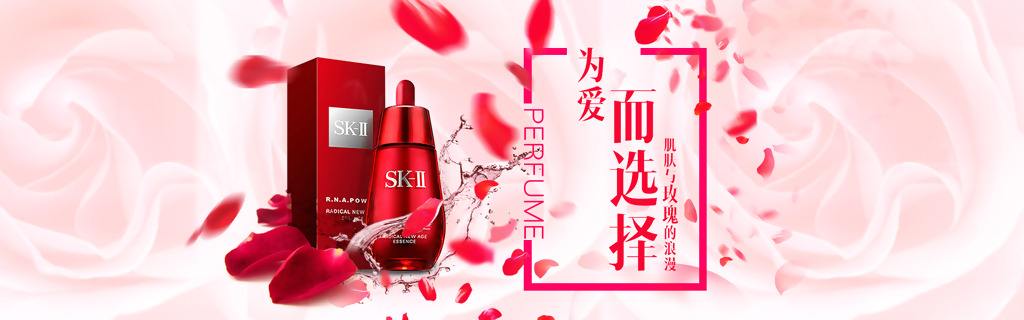 SK-II
R.N.A.POW
RADICAL NEW
SK-II
RADICAL NEW AGE
ESSENCE
PERFUME
为爱
而选择
肌肤与玫瑰的浪漫